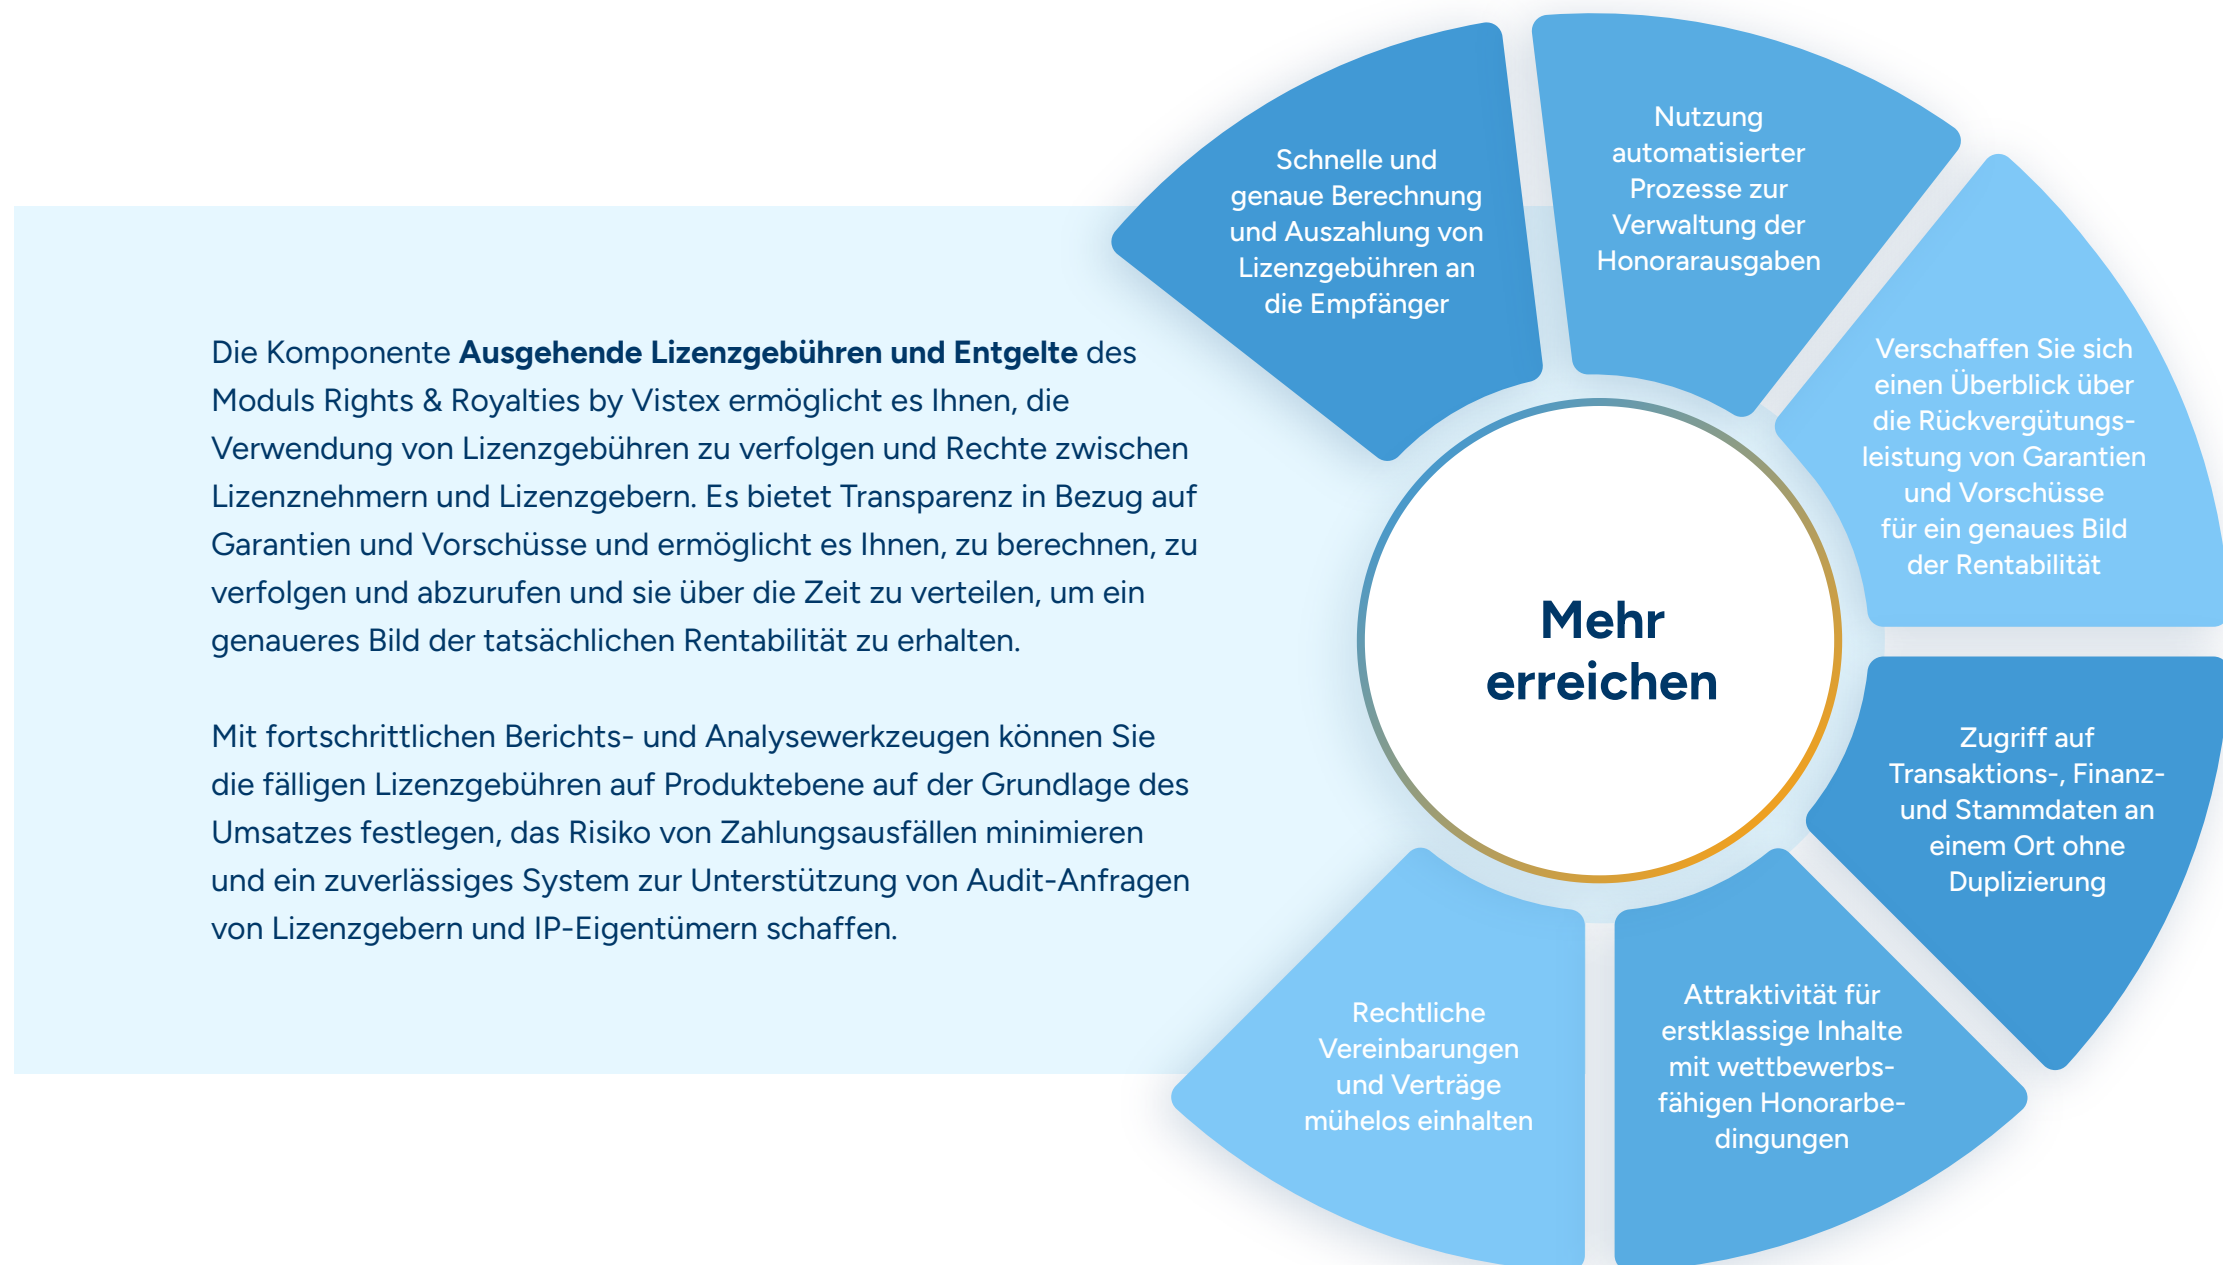 Die Komponente Ausgehende Lizenzgebühren und Entgelte des
Moduls Rights & Royalties by Vistex ermöglicht es Ihnen, die
Verwendung von Lizenzgebühren zu verfolgen und Rechte zwischen
Lizenznehmern und Lizenzgebern. Es bietet Transparenz in Bezug auf
Garantien und Vorschüsse und ermöglicht es Ihnen, zu berechnen, zu
verfolgen und abzurufen und sie über die Zeit zu verteilen, um ein
genaueres Bild der tatsächlichen Rentabilität zu erhalten.
Mit fortschrittlichen Berichts- und Analysewerkzeugen können Sie
die fälligen Lizenzgebühren auf Produktebene auf der Grundlage des
Umsatzes festlegen, das Risiko von Zahlungsausfällen minimieren
und ein zuverlässiges System zur Unterstützung von Audit-Anfragen
von Lizenzgebern und IP-Eigentümern schaffen.
Schnelle und
genaue Berechnung
und Auszahlung von
Lizenzgebühren an
die Empfänger
Nutzung
automatisierter
Prozesse zur
Verwaltung der
Honorarausgaben
Verschaffen Sie sich
einen Überblick über
die Rückvergütungs-
leistung von Garantien
und Vorschüsse
für ein genaues Bild
der Rentabilität
Zugriff auf
Transaktions-, Finanz-
und Stammdaten an
einem Ort ohne
Duplizierung
Attraktivität für
erstklassige Inhalte
mit wettbewerbs-
fähigen Honorarbe-
dingungen
Rechtliche
Vereinbarungen
und Verträge
mühelos einhalten
Mehr
erreichen